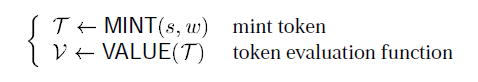 𝒯 ← MINT(s, w) mint token
𝒱 ← VALUE(𝒯) token evaluation function